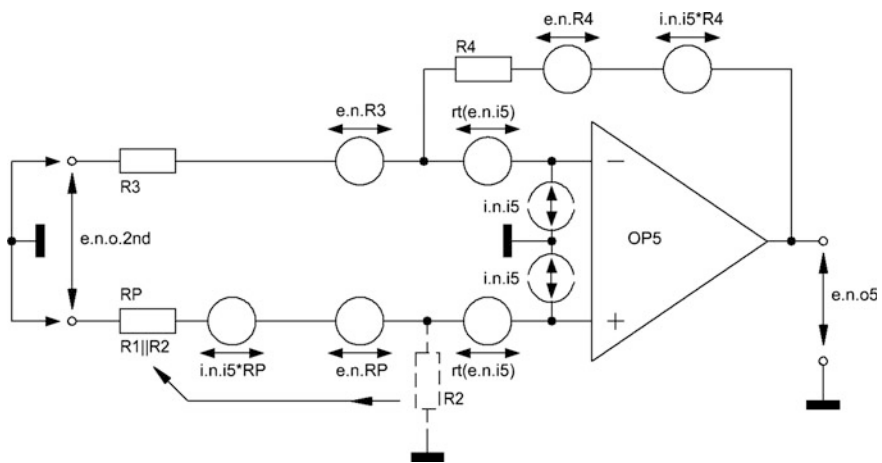 e.n.R4
i.n.i5*R4
R4
e.n.R3
rt(e.n.i5)
R3
−
i.n.i5
e.n.o.2nd
OP5
i.n.i5
RP
e.n.o5
+
R1||R2
i.n.i5*RP
e.n.RP
rt(e.n.i5)
R2